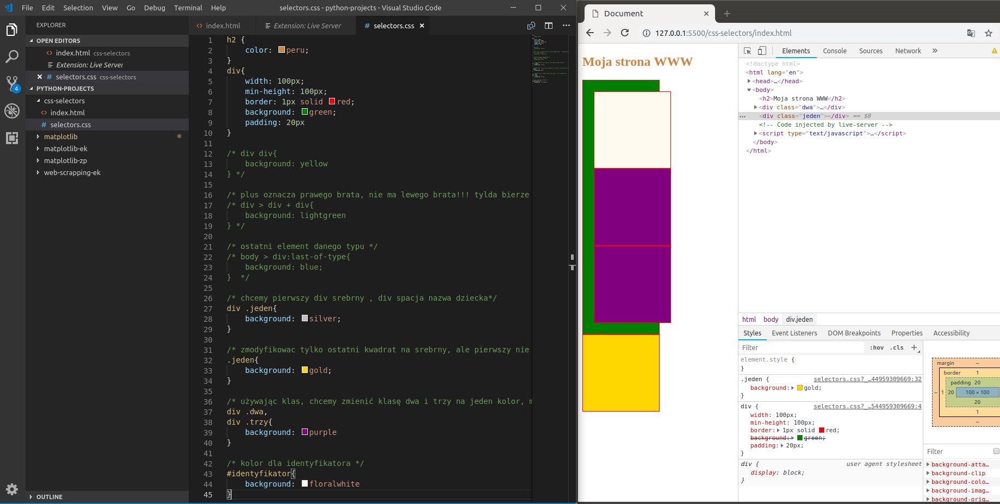 File Edit Selection View Go Debug Terminal Help
selectors.css - python-projects - Visual Studio Code
EXPLORER
OPEN EDITORS
index.html css-selectors
Extension: Live Server
selectors.css css-selectors
PYTHON-PROJECTS
css-selectors
index.html
selectors.css
matplotlib
matplotlib-ek
matplotlib-zp
web-scrapping-ek
OUTLINE
4
index.html
Extension: Live Server
selectors.css
1 h2 {
2 color: peru;
3 }
4 div{
5 width: 100px;
6 min-height: 100px;
7 border: 1px solid red;
8 background: green;
9 padding: 20px
10 }
11
12 /* div div{
13 background: yellow
14 } */
15
16 /* plus oznacza prawego brata, nie ma lewego brata!!! tylda bierze
17 /* div > div + div{
18 background: lightgreen
19 } */
20
21 /* ostatni element danego typu */
22 /* body > div:last-of-type{
23 background: blue;
24 }  */
25
26 /* chcemy pierwszy div srebrny , div spacja nazwa dziecka*/
27 div .jeden{
28 background: silver;
29 }
30
31 /* zmodyfikowac tylko ostatni kwadrat na srebrny, ale pierwszy nie
32 .jeden{
33 background: gold;
34 }
35
36 /* używając klas, chcemy zmienić klasę dwa i trzy na jeden kolor, m
37 div .dwa,
38 div .trzy{
39 background: purple
40 }
41
42 /* kolor dla identyfikatora */
43 #identyfikator{
44 background: floralwhite
45 }
Document
127.0.0.1:5500/css-selectors/index.html
Moja strona WWW
Elements Console Sources Network »
<!doctype html>
<html lang="en">
<head>…</head>
<body>
<h2>Moja strona WWW</h2>
<div class="dwa">…</div>
<div class="jeden"></div> == $0
<!-- Code injected by live-server -->
<script type="text/javascript">…</script>
</body>
</html>
html body div.jeden
Styles Event Listeners DOM Breakpoints Properties Accessibility
Filter :hov .cls +
element.style {
}
.jeden { selectors.css?_…44959309669:32
background: gold;
}
div { selectors.css?_…544959309669:4
width: 100px;
min-height: 100px;
border: 1px solid red;
background: green;
padding: 20px;
}
div { user agent stylesheet
display: block;
}
margin –
border 1
padding 20
– 1 20 100 × 100
20
1
–
Filter
background-atta…
background-clip
background-colo…
background-imag…
background-orig…